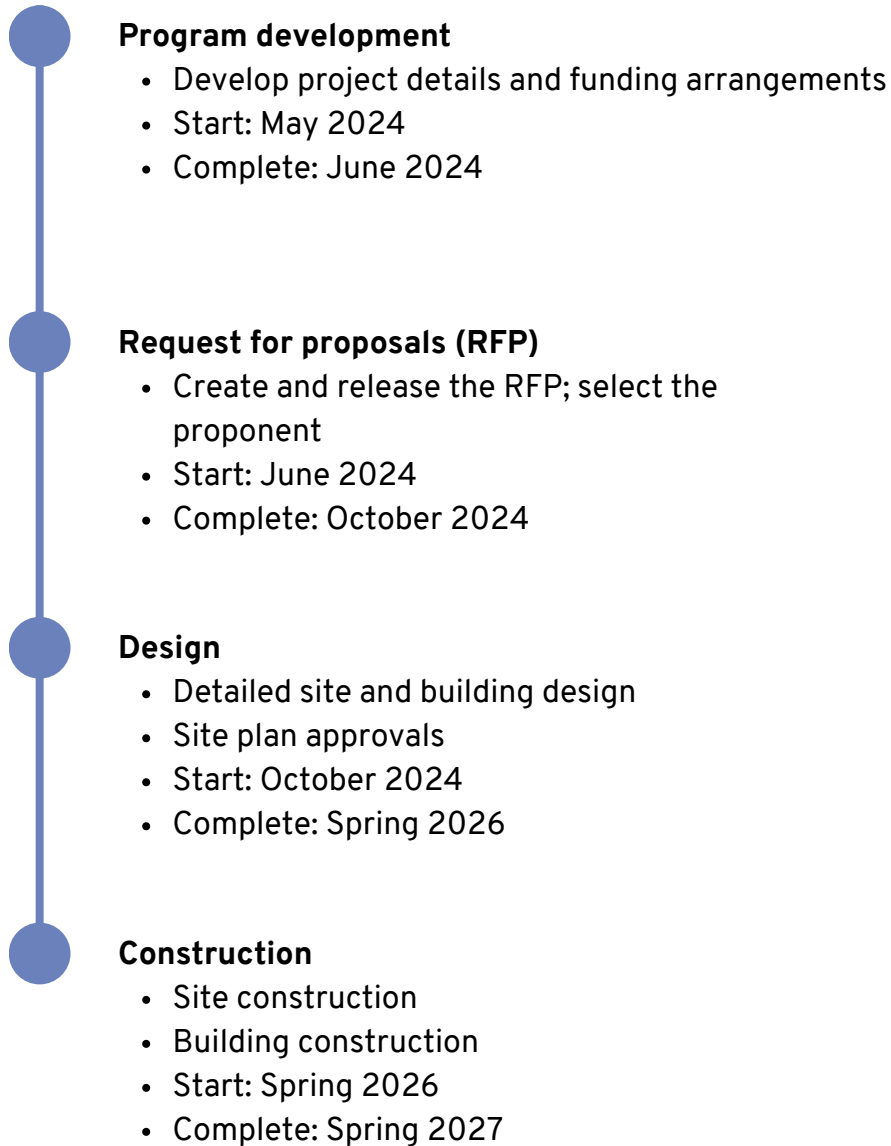 Program development
• Develop project details and funding arrangements
• Start: May 2024
• Complete: June 2024
Request for proposals (RFP)
• Create and release the RFP; select the
proponent
• Start: June 2024
• Complete: October 2024
Design
• Detailed site and building design
• Site plan approvals
• Start: October 2024
• Complete: Spring 2026
Construction
• Site construction
• Building construction
• Start: Spring 2026
• Complete: Spring 2027